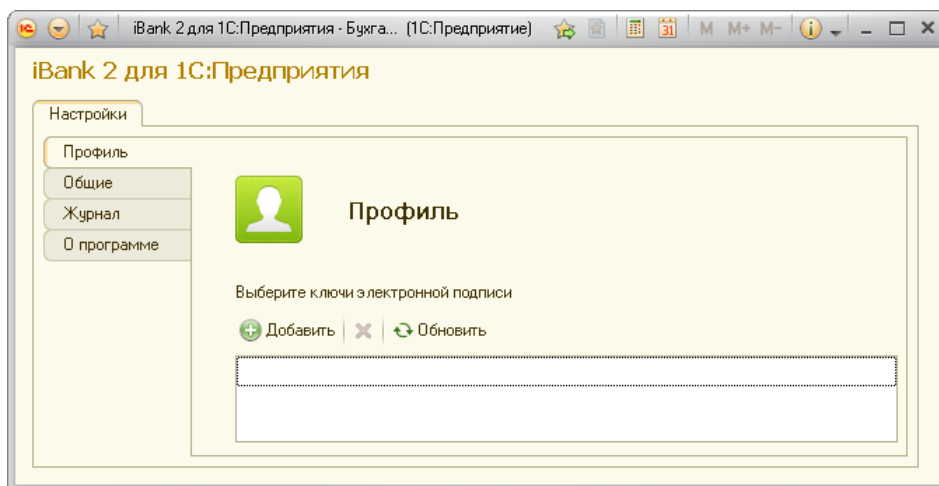 iBank 2 для 1С:Предприятия - Бухга... (1С:Предприятие) 31 M M+ M-
iBank 2 для 1С:Предприятия
Настройки
Профиль
Общие
Журнал
О программе
Профиль
Выберите ключи электронной подписи
Добавить Обновить